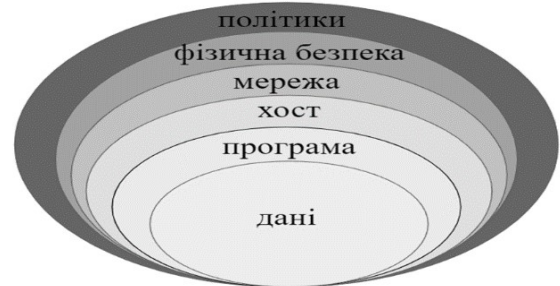 політики
фізична безпека
мережа
хост
програма
дані